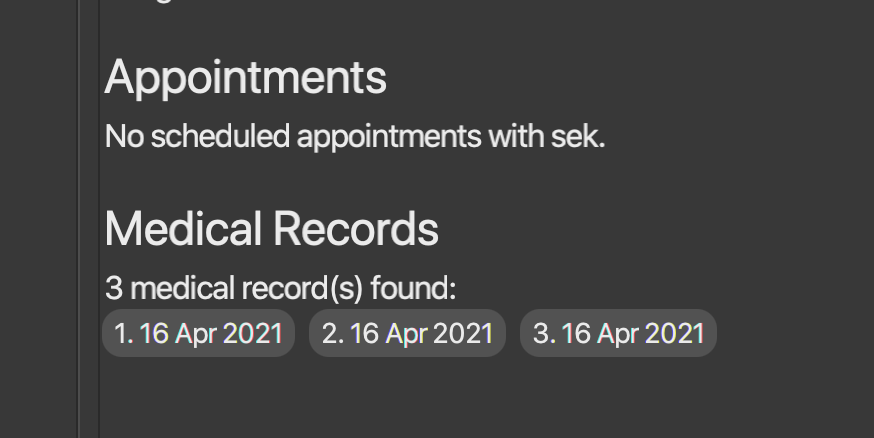 Appointments
No scheduled appointments with sek.
Medical Records
3 medical record(s) found:
1. 16 Apr 2021 2. 16 Apr 2021 3. 16 Apr 2021